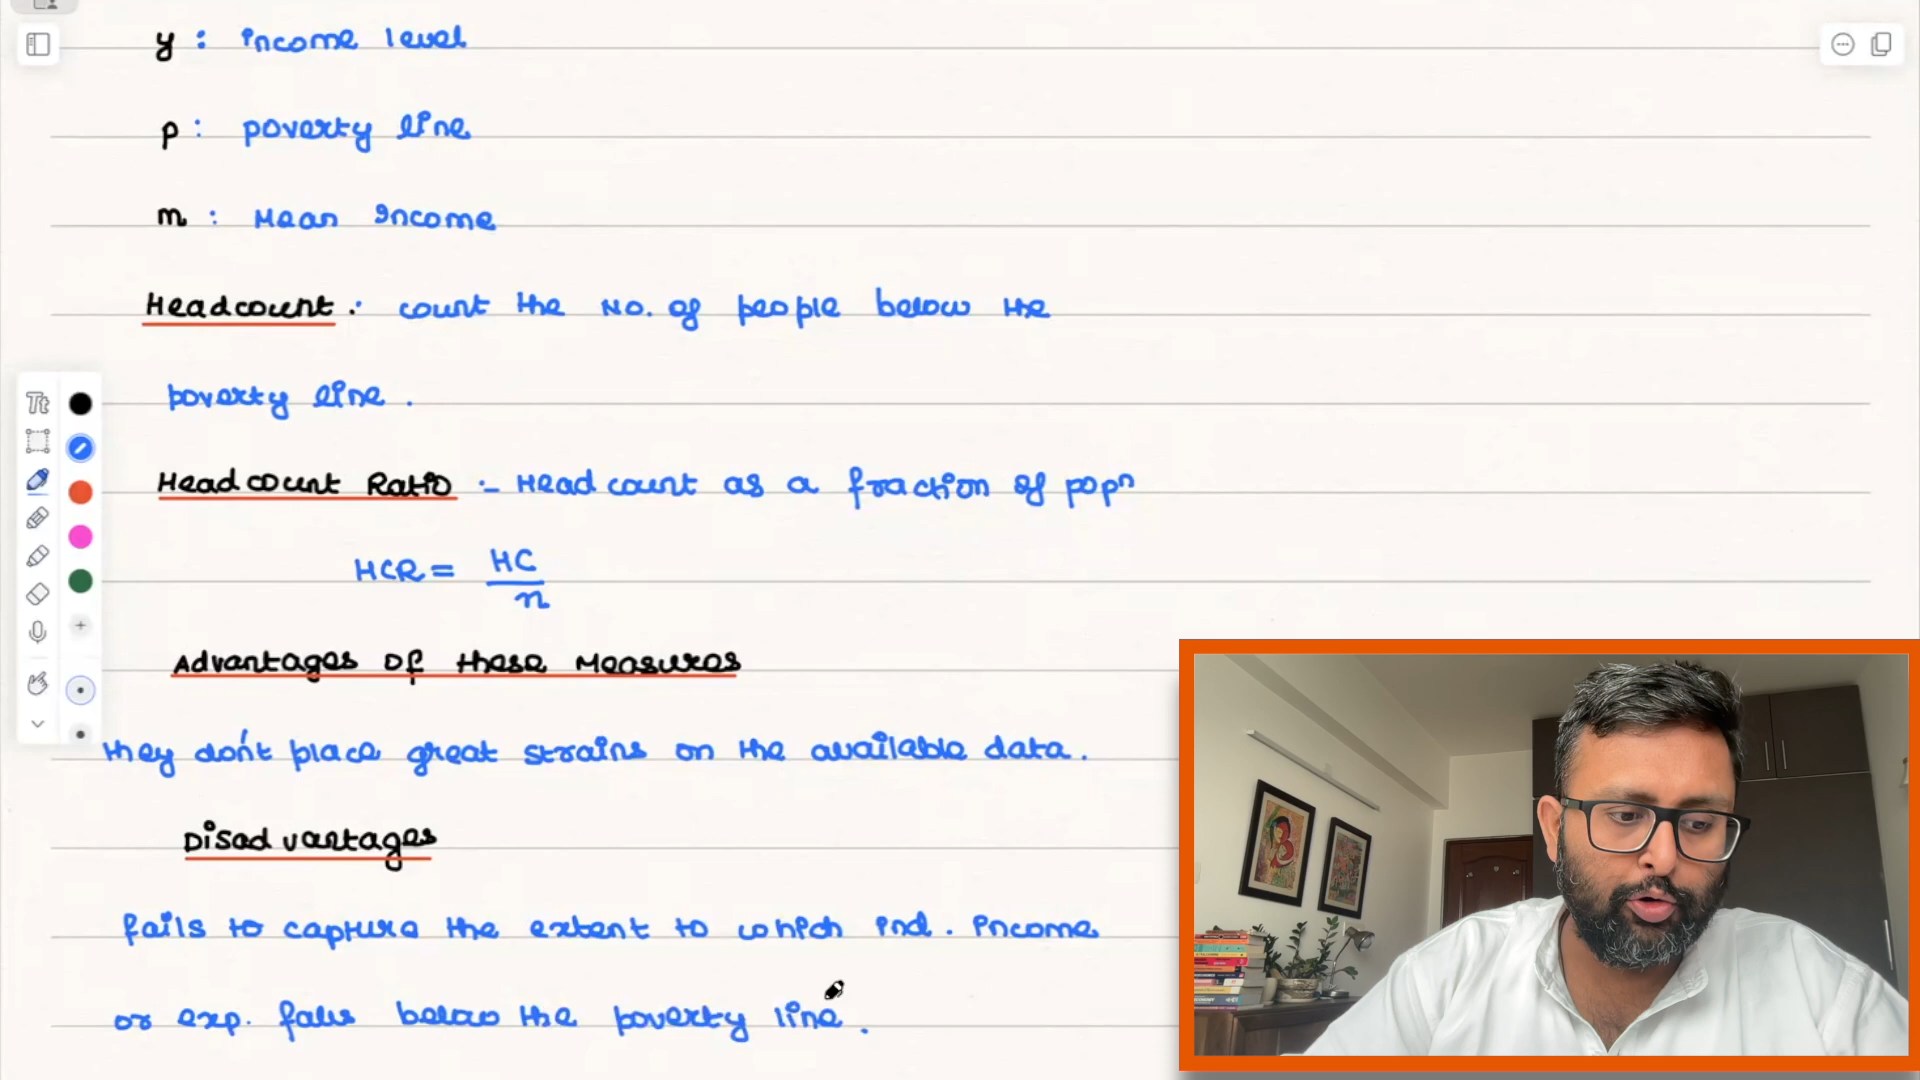 y : income level
p : poverty line
m : Mean Income
Headcount : count the No. of people below the
poverty line .
Headcount Ratio :- Headcount as a fraction of popn
HCR = HC
n
Advantages of these Measures
they don't place great strains on the available data .
Disadvantages
fails to capture the extent to which ind . income
or exp. falls below the poverty line .
Tt